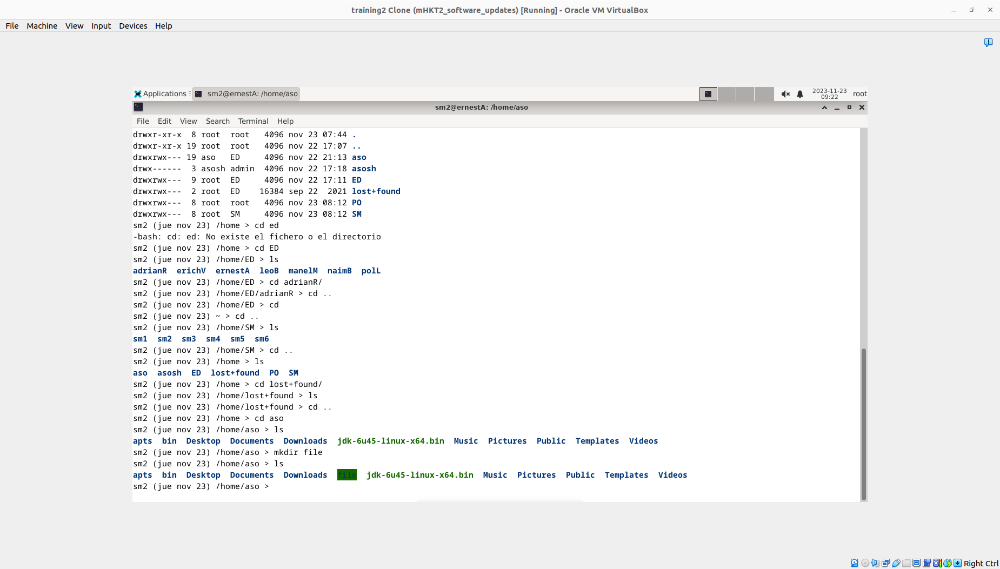 training2 Clone (mHKT2_software_updates) [Running] - Oracle VM VirtualBox
File Machine View Input Devices Help
Applications sm2@ernestA: /home/aso 2023-11-23 09:22 root
sm2@ernestA: /home/aso
File Edit View Search Terminal Help
drwxr-xr-x  8 root  root   4096 nov 23 07:44 .
drwxr-xr-x 19 root  root   4096 nov 22 17:07 ..
drwxrwx--- 19 aso   ED     4096 nov 22 21:13 aso
drwx------  3 asosh admin  4096 nov 22 17:18 asosh
drwxrwx---  9 root  ED     4096 nov 22 17:11 ED
drwxrwx---  2 root  ED    16384 sep 22  2021 lost+found
drwxrwx---  8 root  root   4096 nov 23 08:12 PO
drwxrwx---  8 root  SM     4096 nov 23 08:12 SM
sm2 (jue nov 23) /home > cd ed
-bash: cd: ed: No existe el fichero o el directorio
sm2 (jue nov 23) /home > cd ED
sm2 (jue nov 23) /home/ED > ls
adrianR  erichV  ernestA  leoB  manelM  naimB  polL
sm2 (jue nov 23) /home/ED > cd adrianR/
sm2 (jue nov 23) /home/ED/adrianR > cd ..
sm2 (jue nov 23) /home/ED > cd
sm2 (jue nov 23) ~ > cd ..
sm2 (jue nov 23) /home/SM > ls
sm1  sm2  sm3  sm4  sm5  sm6
sm2 (jue nov 23) /home/SM > cd ..
sm2 (jue nov 23) /home > ls
aso  asosh  ED  lost+found  PO  SM
sm2 (jue nov 23) /home > cd lost+found/
sm2 (jue nov 23) /home/lost+found > ls
sm2 (jue nov 23) /home/lost+found > cd ..
sm2 (jue nov 23) /home > cd aso
sm2 (jue nov 23) /home/aso > ls
apts  bin  Desktop  Documents  Downloads  jdk-6u45-linux-x64.bin  Music  Pictures  Public  Templates  Videos
sm2 (jue nov 23) /home/aso > mkdir file
sm2 (jue nov 23) /home/aso > ls
apts  bin  Desktop  Documents  Downloads  file  jdk-6u45-linux-x64.bin  Music  Pictures  Public  Templates  Videos
sm2 (jue nov 23) /home/aso >
Right Ctrl